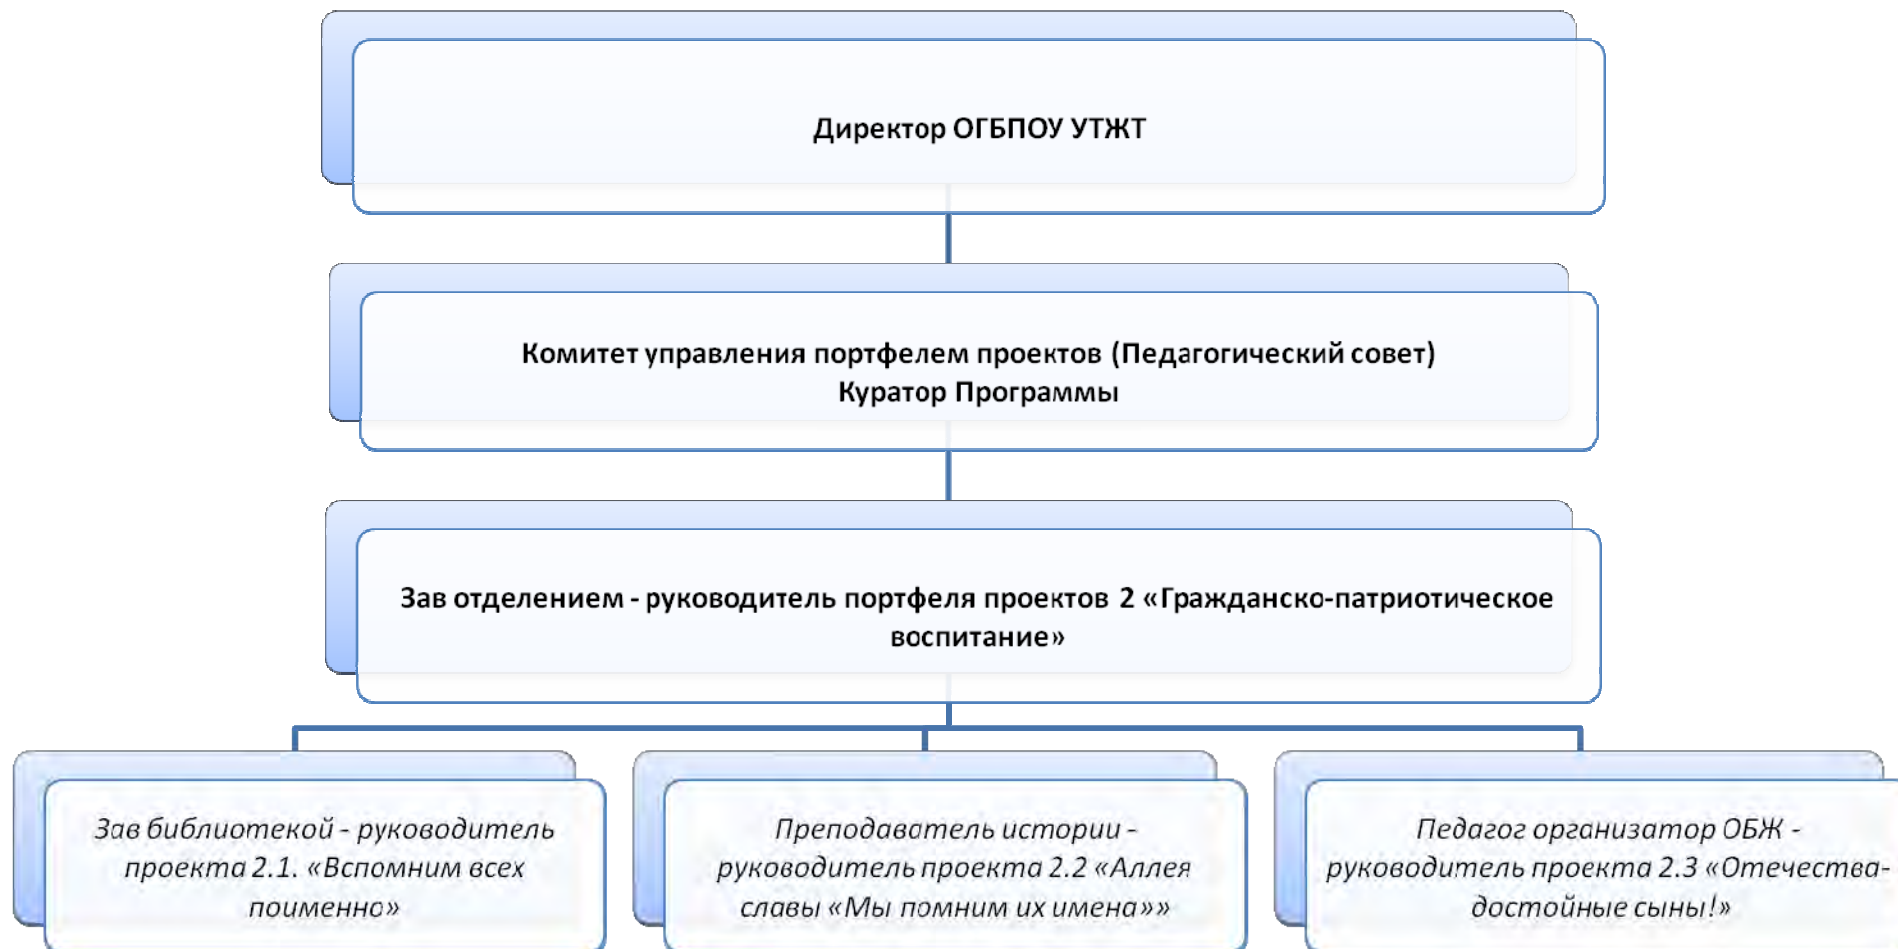 Директор ОГБПОУ УТЖТ
Комитет управления портфелем проектов (Педагогический совет)
Куратор Программы
Зав отделением - руководитель портфеля проектов 2 «Гражданско-патриотическое
воспитание»
Зав библиотекой - руководитель
проекта 2.1. «Вспомним всех
поименно»
Преподаватель истории -
руководитель проекта 2.2 «Аллея
славы «Мы помним их имена»»
Педагог организатор ОБЖ -
руководитель проекта 2.3 «Отечества-
достойные сыны!»